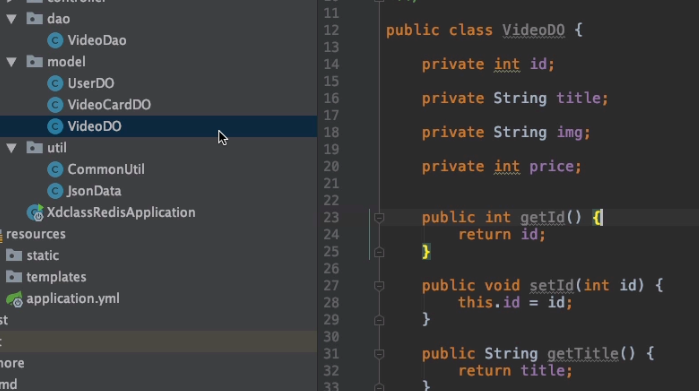 dao
VideoDao
model
UserDO
VideoCardDO
VideoDO
util
CommonUtil
JsonData
XdclassRedisApplication
resources
static
templates
application.yml
st
ore
md
11
12 public class VideoDO {
13
14 private int id;
15
16 private String title;
17
18 private String img;
19
20 private int price;
21
22
23 public int getId() {
24 return id;
25 }
26
27 public void setId(int id) {
28 this.id = id;
29 }
30
31 public String getTitle() {
32 return title;
33 }